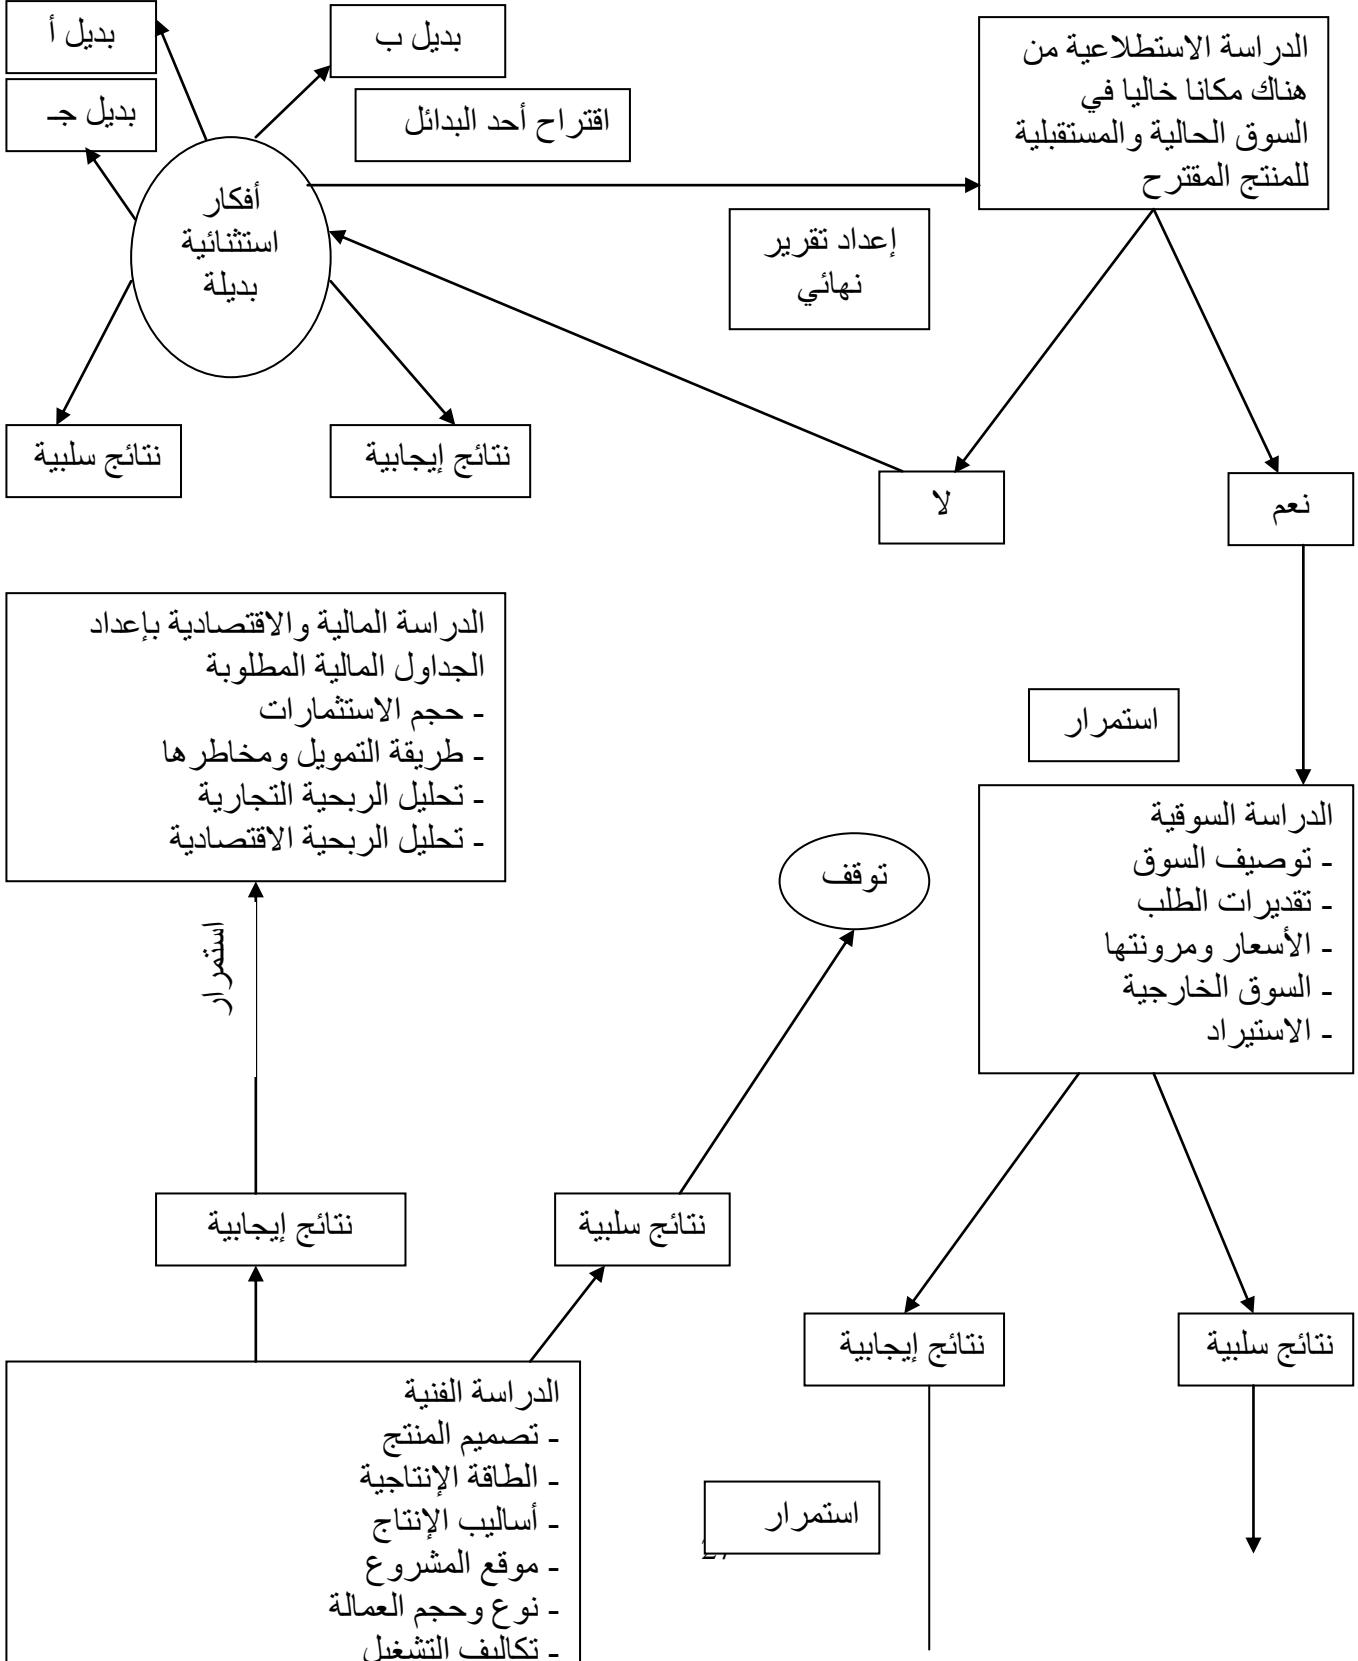 الدراسة الاستطلاعية من
هناك مكانا خاليا في
السوق الحالية والمستقبلية
للمنتج المقترح
بديل ب
بديل أ
بديل جـ
اقتراح أحد البدائل
أفكار
استثنائية
بديلة
إعداد تقرير
نهائي
نعم
لا
نتائج إيجابية
نتائج سلبية
استمرار
الدراسة السوقية
- توصيف السوق
- تقديرات الطلب
- الأسعار ومرونتها
- السوق الخارجية
- الاستيراد
توقف
الدراسة المالية والاقتصادية بإعداد
الجداول المالية المطلوبة
- حجم الاستثمارات
- طريقة التمويل ومخاطرها
- تحليل الربحية التجارية
- تحليل الربحية الاقتصادية
استمرار
نتائج سلبية
نتائج إيجابية
نتائج سلبية
نتائج إيجابية
استمرار
الدراسة الفنية
- تصميم المنتج
- الطاقة الإنتاجية
- أساليب الإنتاج
- موقع المشروع
- نوع وحجم العمالة
- تكاليف التشغيل